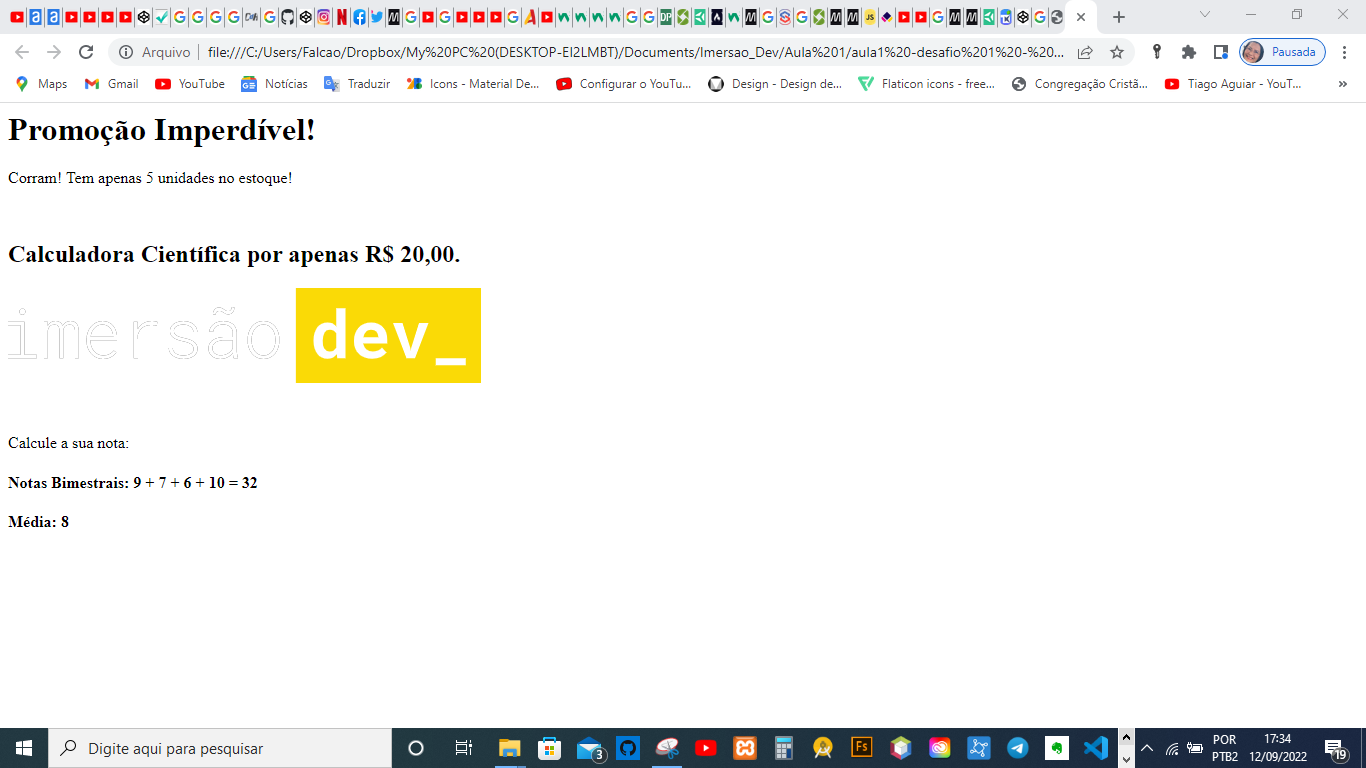 Arquivo
file:///C:/Users/Falcao/Dropbox/My%20PC%20(DESKTOP-EI2LMBT)/Documents/Imersao_Dev/Aula%201/aula1%20-desafio%201%20-%20...
Pausada
Maps
Gmail
YouTube
Notícias
Traduzir
Icons - Material De...
Configurar o YouTu...
Design - Design de...
Flaticon icons - free...
Congregação Cristã...
Tiago Aguiar - YouT...
»
Promoção Imperdível!
Corram! Tem apenas 5 unidades no estoque!
Calculadora Científica por apenas R$ 20,00.
imersão dev_
Calcule a sua nota:
Notas Bimestrais: 9 + 7 + 6 + 10 = 32
Média: 8
Digite aqui para pesquisar
3
Fs
POR
PTB2
17:34
12/09/2022
19